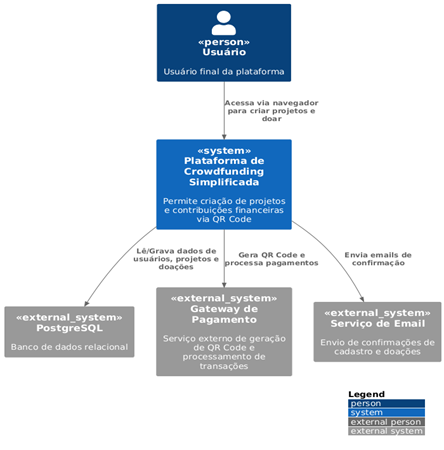 «person»
Usuário
Usuário final da plataforma
Acessa via navegador
para criar projetos e
doar
«system»
Plataforma de
Crowdfunding
Simplificada
Permite criação de projetos
e contribuições financeiras
via QR Code
Lê/Grava dados de
usuários, projetos e
doações
Gera QR Code e
processa pagamentos
Envia emails de
confirmação
«external_system»
PostgreSQL
Banco de dados relacional
«external_system»
Gateway de
Pagamento
Serviço externo de geração
de QR Code e
processamento de
transações
«external_system»
Serviço de Email
Envio de confirmações de
cadastro e doações
Legend
person
system
external person
external system